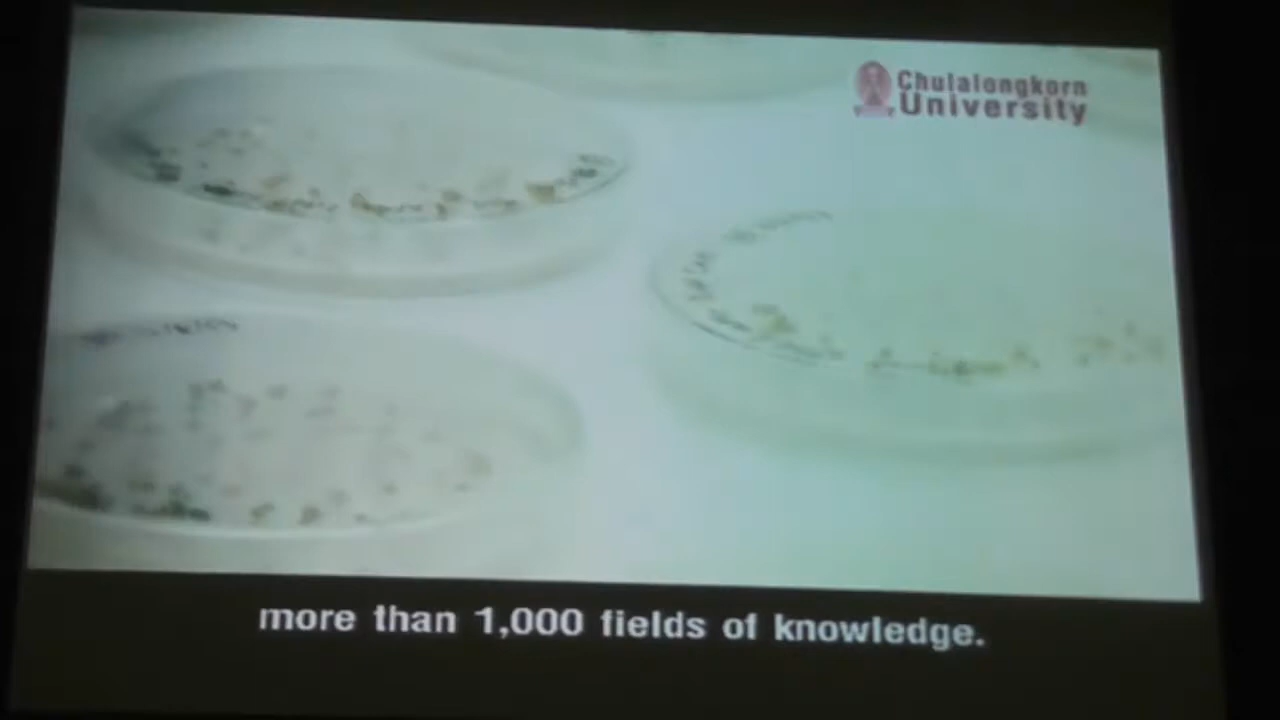 Chulalongkorn
University
more than 1,000 fields of knowledge.